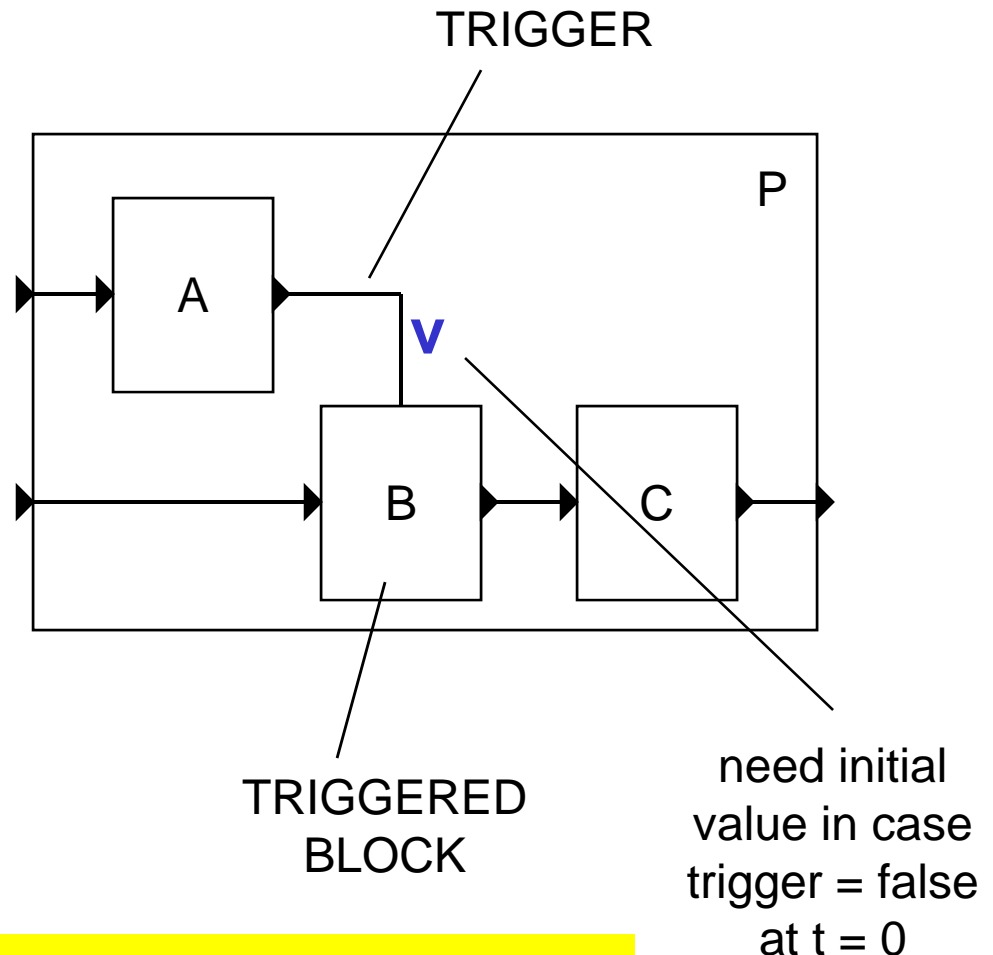 TRIGGER
P
A
v
B
C
TRIGGERED
BLOCK
need initial
value in case
trigger = false
at t = 0